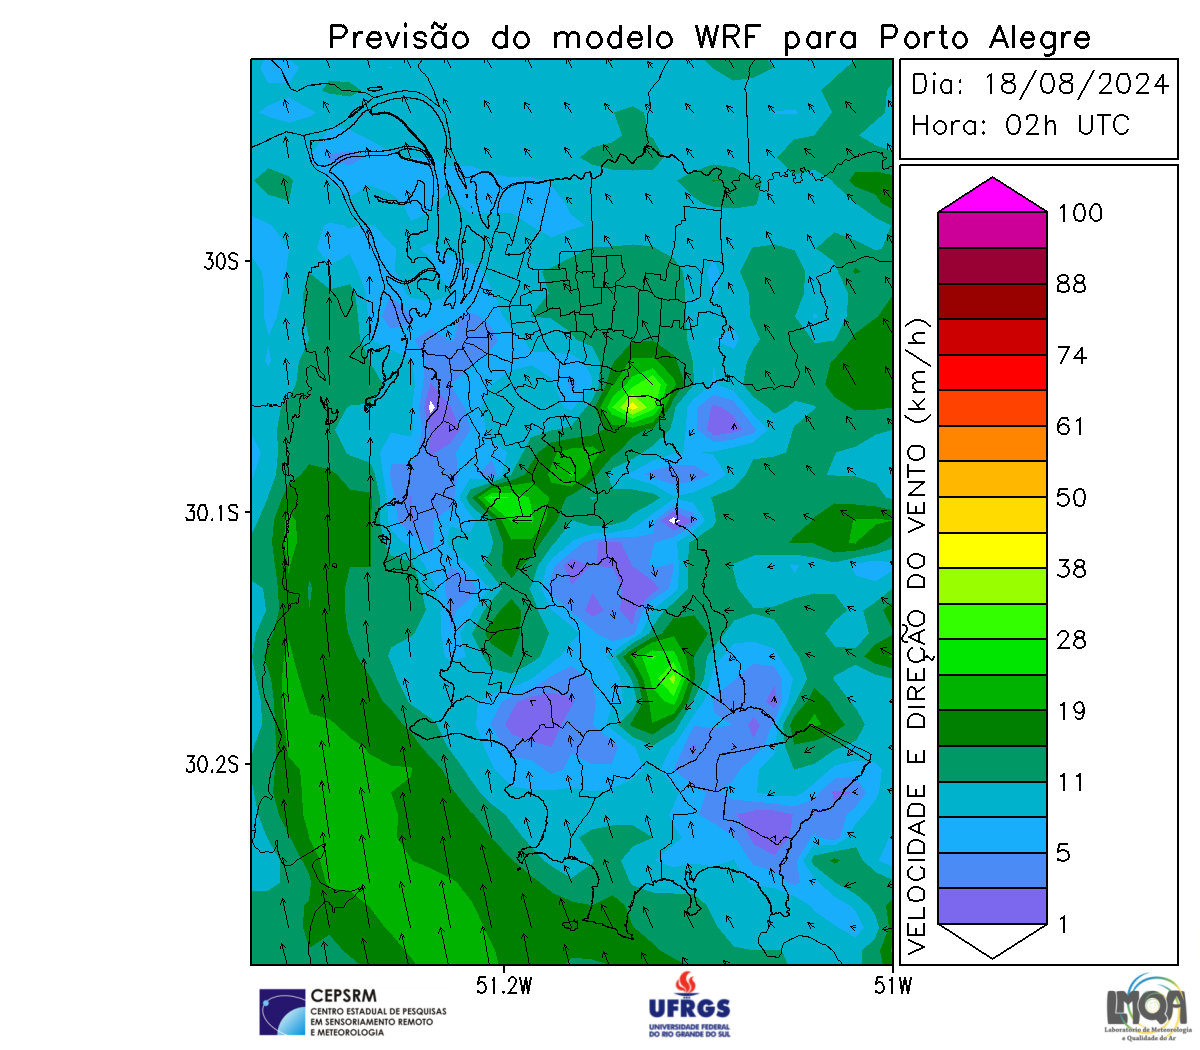 Previsão do modelo WRF para Porto Alegre
Dia: 18/08/2024
Hora: 02h UTC
30S
30.1S
30.2S
51.2W
51W
VELOCIDADE E DIREÇÃO DO VENTO (km/h)
100
88
74
61
50
38
28
19
11
5
1
CEPSRM
CENTRO ESTADUAL DE PESQUISAS
EM SENSORIAMENTO REMOTO
E METEOROLOGIA
UFRGS
UNIVERSIDADE FEDERAL
DO RIO GRANDE DO SUL
LMQA
Laboratório de Meteorologia
e Qualidade do Ar